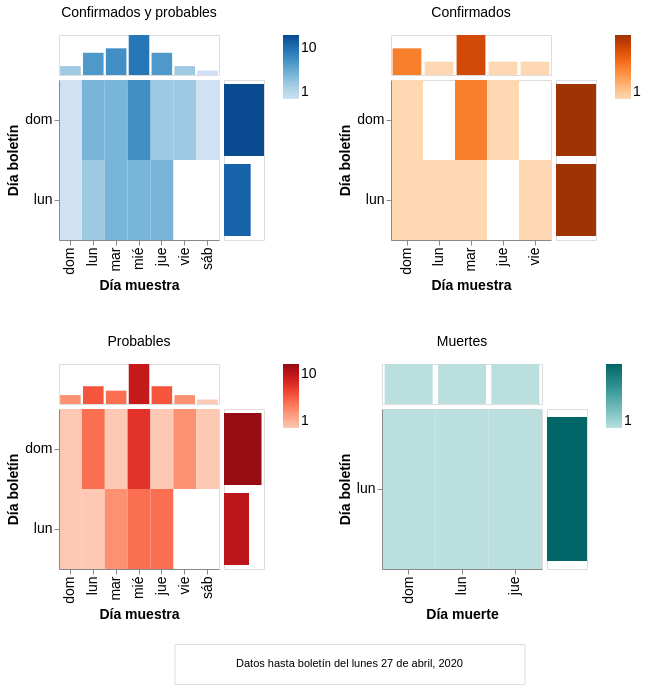 Confirmados y probables
10
1
Día boletín
dom
lun
dom
lun
mar
mié
jue
vie
sáb
Día muestra
Confirmados
1
Día boletín
dom
lun
dom
lun
mar
jue
vie
Día muestra
Probables
10
1
Día boletín
dom
lun
dom
lun
mar
mié
jue
vie
sáb
Día muestra
Muertes
1
Día boletín
lun
dom
lun
jue
Día muerte
Datos hasta boletín del lunes 27 de abril, 2020